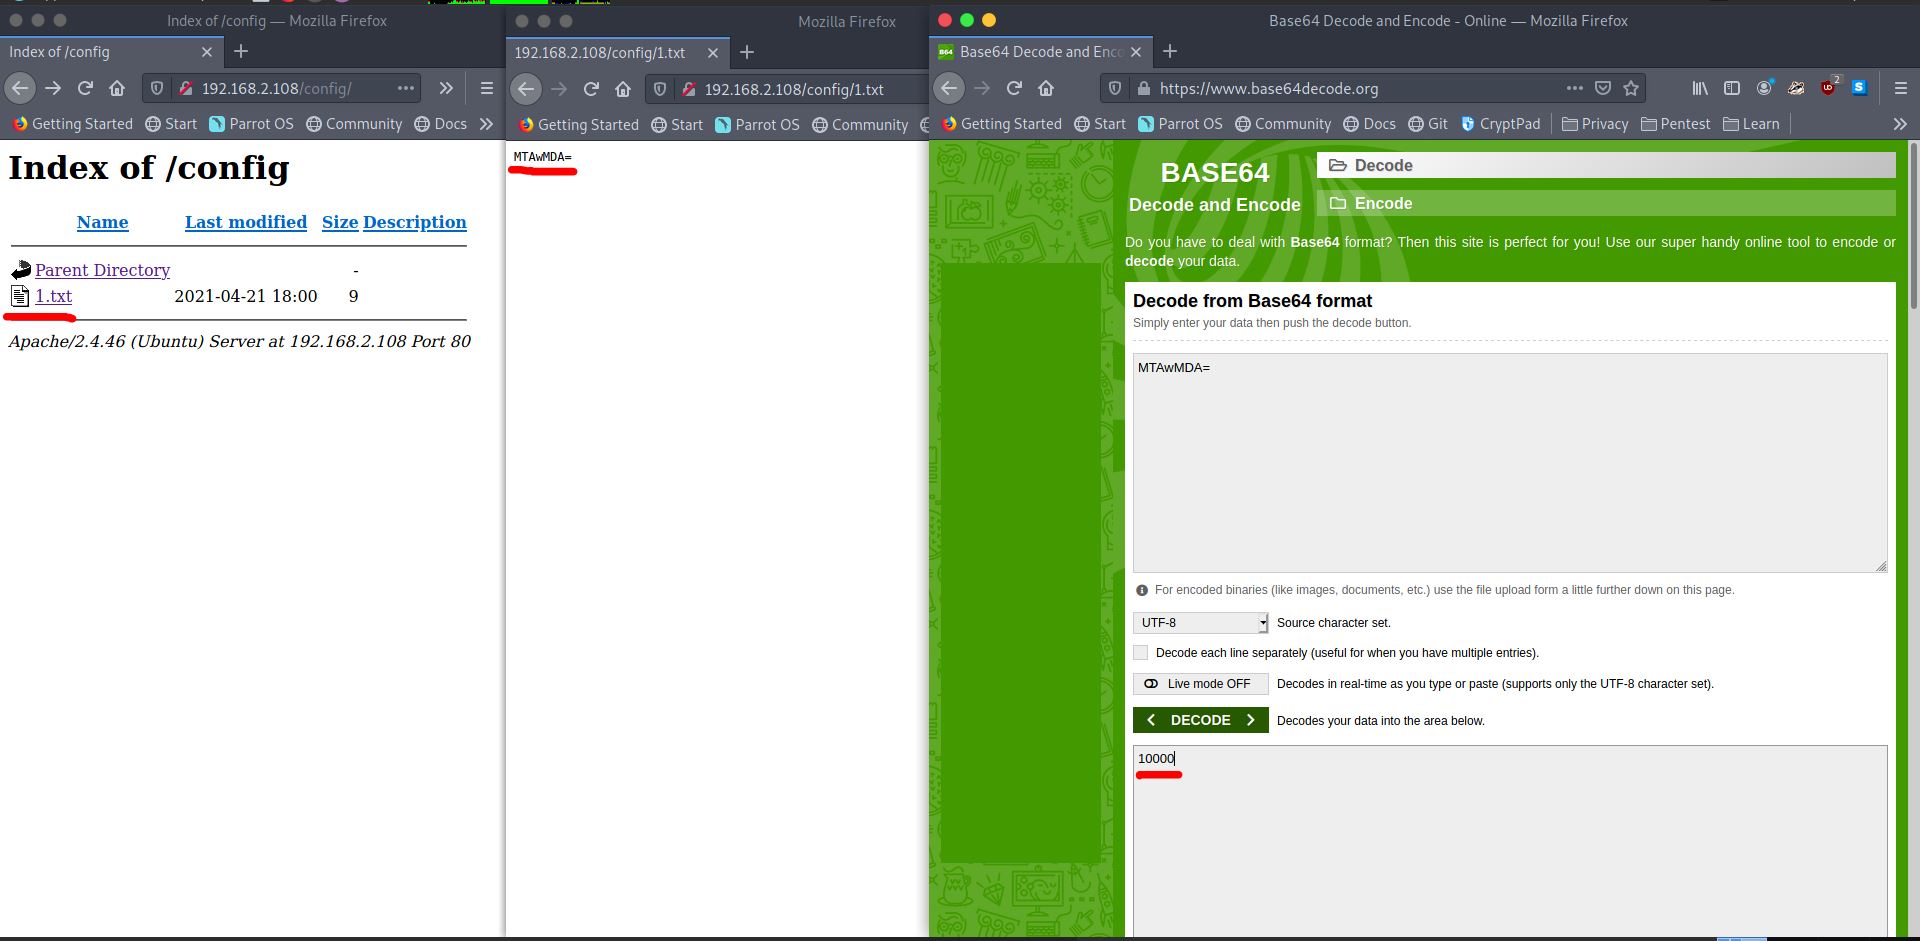 Index of /config — Mozilla Firefox
Index of /config
192.168.2.108/config/
Getting Started Start Parrot OS Community Docs
Index of /config
Name Last modified Size Description
Parent Directory -
1.txt 2021-04-21 18:00 9
Apache/2.4.46 (Ubuntu) Server at 192.168.2.108 Port 80
Mozilla Firefox
192.168.2.108/config/1.txt
192.168.2.108/config/1.txt
Getting Started Start Parrot OS Community
MTAwMDA=
Base64 Decode and Encode - Online — Mozilla Firefox
B64 Base64 Decode and Enc
https://www.base64decode.org
2
Getting Started Start Parrot OS Community Docs Git CryptPad Privacy Pentest Learn
BASE64
Decode and Encode
Decode
Encode
Do you have to deal with Base64 format? Then this site is perfect for you! Use our super handy online tool to encode or
decode your data.
Decode from Base64 format
Simply enter your data then push the decode button.
MTAwMDA=
For encoded binaries (like images, documents, etc.) use the file upload form a little further down on this page.
UTF-8 Source character set.
Decode each line separately (useful for when you have multiple entries).
Live mode OFF Decodes in real-time as you type or paste (supports only the UTF-8 character set).
DECODE Decodes your data into the area below.
10000